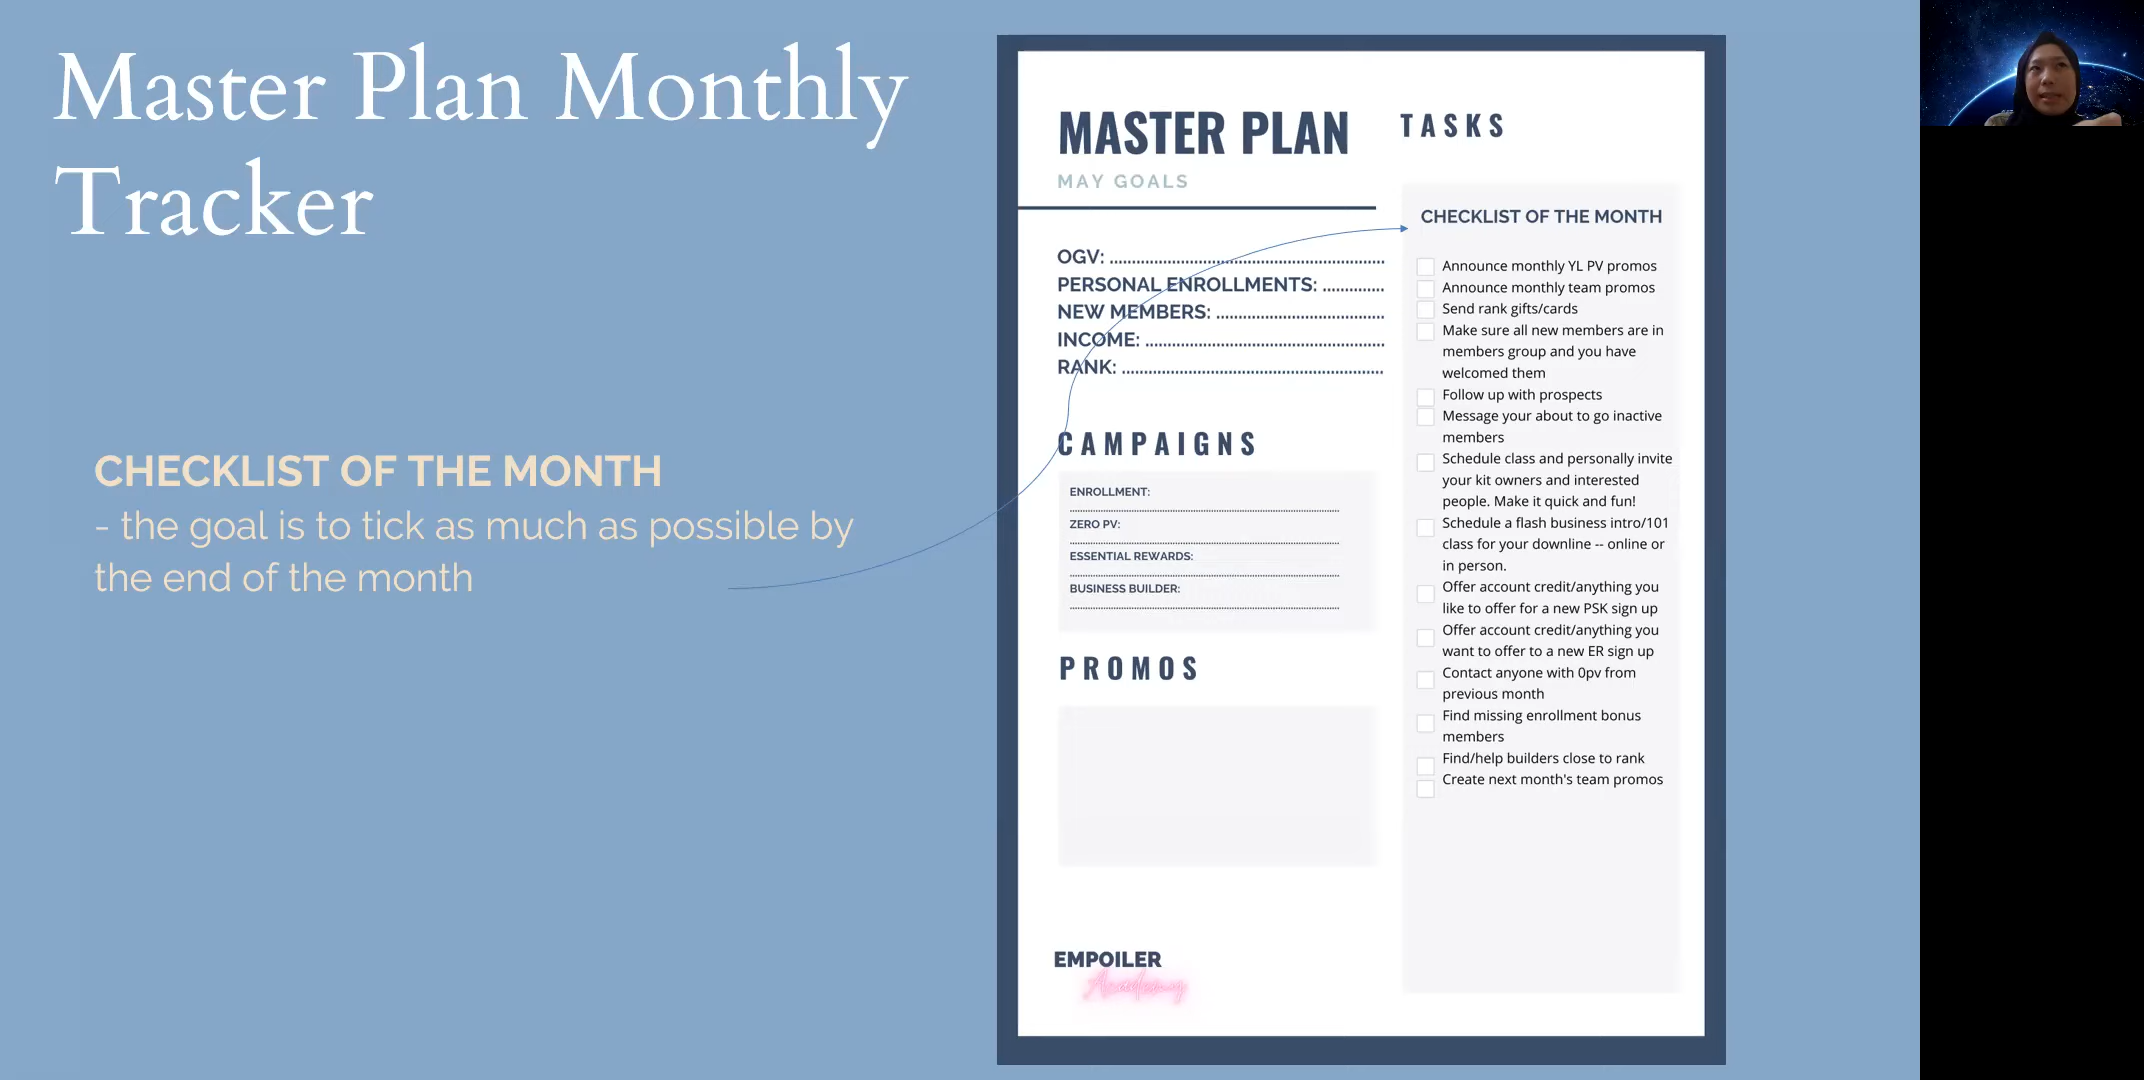 Master Plan Monthly
Tracker
CHECKLIST OF THE MONTH
- the goal is to tick as much as possible by
the end of the month
MASTER PLAN
MAY GOALS
OGV: ..............................................................
PERSONAL ENROLLMENTS: ..............
NEW MEMBERS: ......................................
INCOME: ......................................................
RANK: ...........................................................
CAMPAIGNS
ENROLLMENT:
ZERO PV:
ESSENTIAL REWARDS:
BUSINESS BUILDER:
PROMOS
EMPOILER
Academy
TASKS
CHECKLIST OF THE MONTH
Announce monthly YL PV promos
Announce monthly team promos
Send rank gifts/cards
Make sure all new members are in
members group and you have
welcomed them
Follow up with prospects
Message your about to go inactive
members
Schedule class and personally invite
your kit owners and interested
people. Make it quick and fun!
Schedule a flash business intro/101
class for your downline -- online or
in person.
Offer account credit/anything you
like to offer for a new PSK sign up
Offer account credit/anything you
want to offer to a new ER sign up
Contact anyone with 0pv from
previous month
Find missing enrollment bonus
members
Find/help builders close to rank
Create next month's team promos